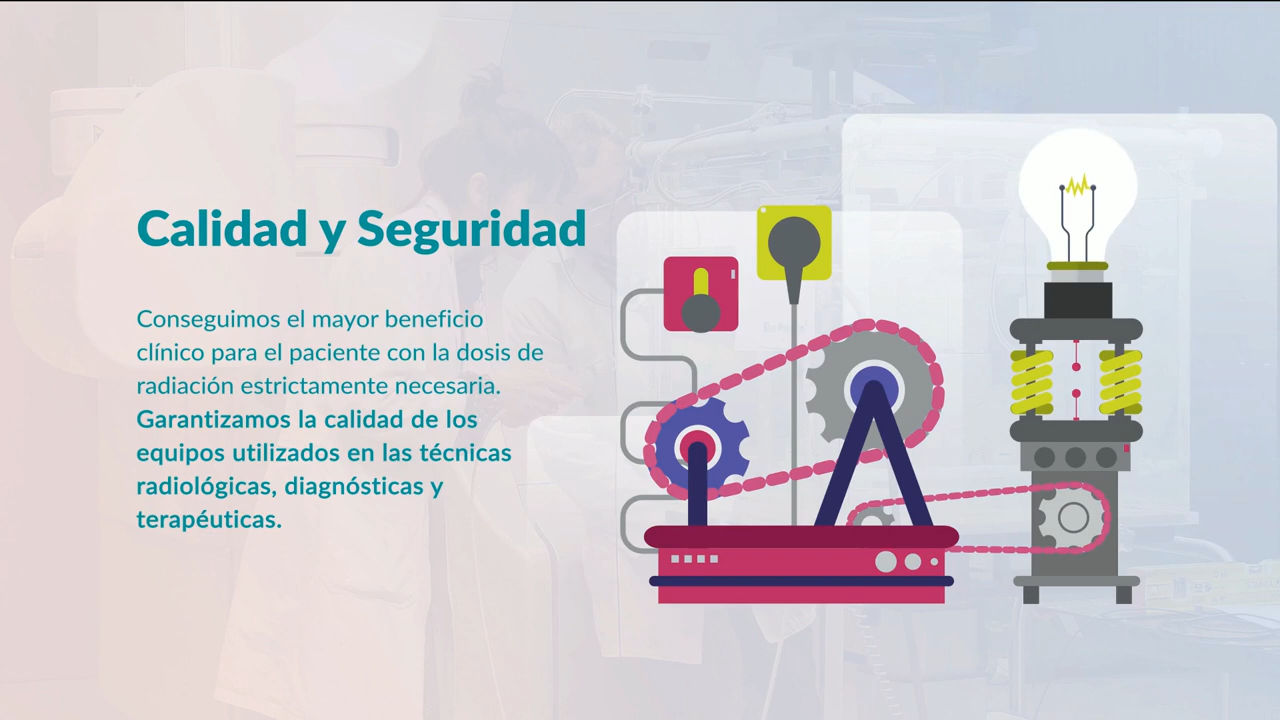 Calidad y Seguridad
Conseguimos el mayor beneficio
clínico para el paciente con la dosis de
radiación estrictamente necesaria.
Garantizamos la calidad de los
equipos utilizados en las técnicas
radiológicas, diagnósticas y
terapéuticas.